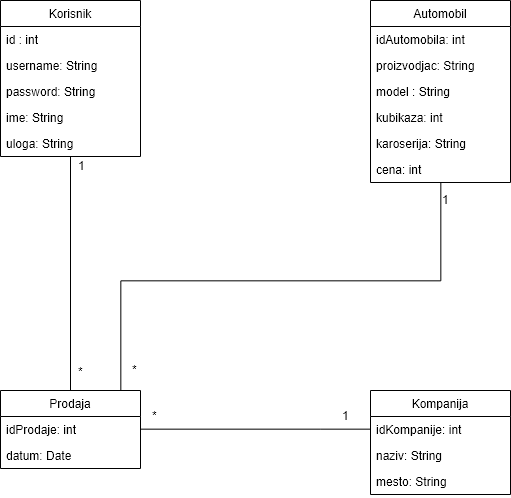 Korisnik
id : int
username: String
password: String
ime: String
uloga: String
1
Automobil
idAutomobila: int
proizvodjac: String
model : String
kubikaza: int
karoserija: String
cena: int
1
*
*
Prodaja
idProdaje: int
datum: Date
*
1
Kompanija
idKompanije: int
naziv: String
mesto: String